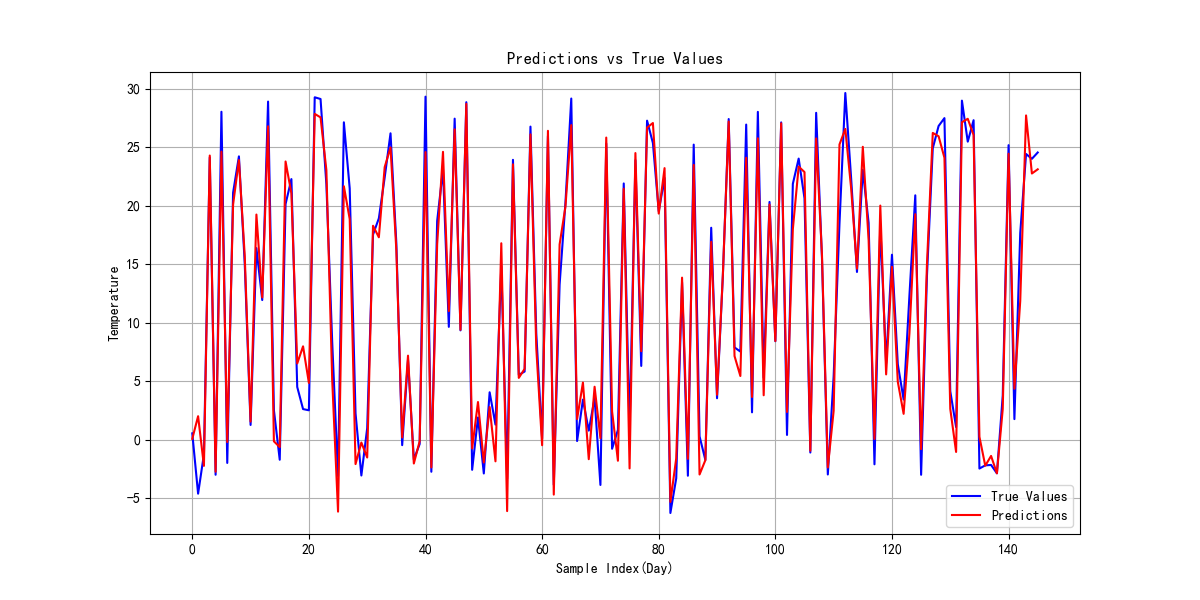 Predictions vs True Values
30
25
20
15
10
5
0
−5
Temperature
0 20 40 60 80 100 120 140
Sample Index(Day)
True Values
Predictions